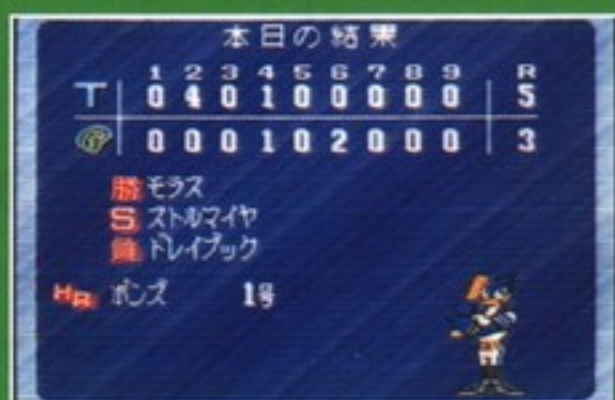 本日の結果
1 2 3 4 5 6 7 8 9 R
T 0 4 0 1 0 0 0 0 0 5
0 0 0 1 0 2 0 0 0 3
勝 モラス
S ストルマイヤ
負 ドレイブック
HR ボンズ 1号